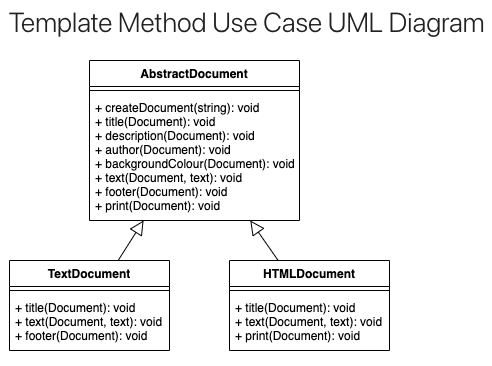 Template Method Use Case UML Diagram
AbstractDocument
+ createDocument(string): void
+ title(Document): void
+ description(Document): void
+ author(Document): void
+ backgroundColour(Document): void
+ text(Document, text): void
+ footer(Document): void
+ print(Document): void
TextDocument
+ title(Document): void
+ text(Document, text): void
+ footer(Document): void
HTMLDocument
+ title(Document): void
+ text(Document, text): void
+ print(Document): void